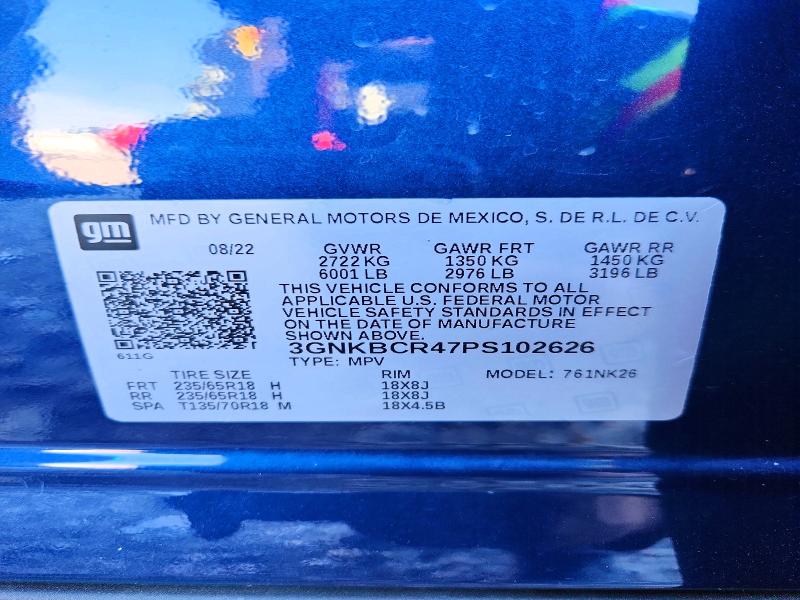 gm MFD BY GENERAL MOTORS DE MEXICO, S. DE R.L. DE C.V.
08/22 GVWR GAWR FRT GAWR RR
2722 KG 1350 KG 1450 KG
6001 LB 2976 LB 3196 LB
THIS VEHICLE CONFORMS TO ALL
APPLICABLE U.S. FEDERAL MOTOR
VEHICLE SAFETY STANDARDS IN EFFECT
ON THE DATE OF MANUFACTURE
SHOWN ABOVE.
611G
3GNKBCR47PS102626
TYPE: MPV
TIRE SIZE RIM MODEL: 761NK26
FRT 235/65R18 H 18X8J
RR 235/65R18 H 18X8J
SPA T135/70R18 M 18X4.5B